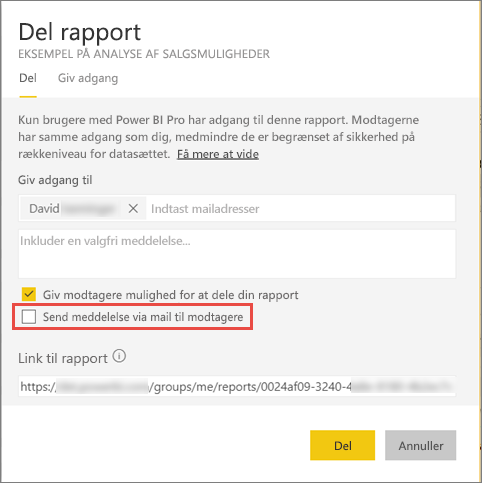 Del rapport
EKSEMPEL PÅ ANALYSE AF SALGSMULIGHEDER
Del Giv adgang
Kun brugere med Power BI Pro har adgang til denne rapport. Modtagerne
har samme adgang som dig, medmindre de er begrænset af sikkerhed på
rækkeniveau for datasættet. Få mere at vide
Giv adgang til
David Indtast mailadresser
Inkluder en valgfri meddelelse...
Giv modtagere mulighed for at dele din rapport
Send meddelelse via mail til modtagere
Link til rapport
https:/ /groups/me/reports/0024af09-3240-4
Del Annuller